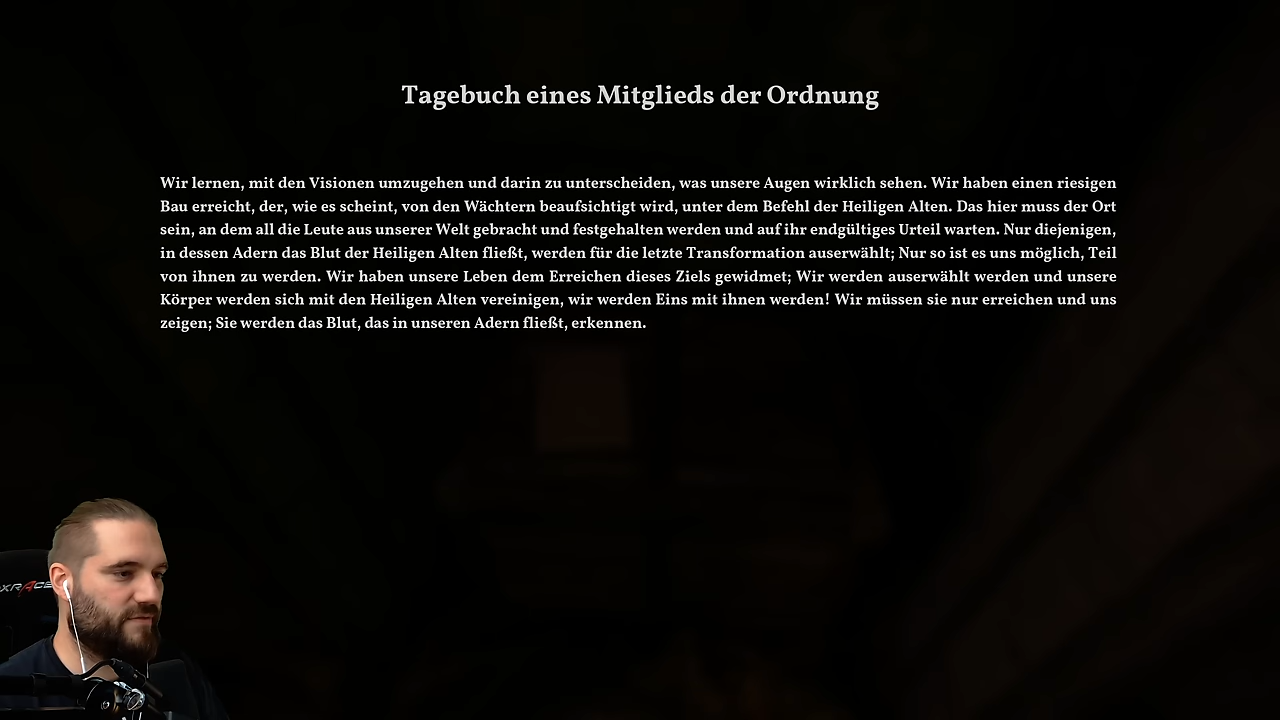 Tagebuch eines Mitglieds der Ordnung
Wir lernen, mit den Visionen umzugehen und darin zu unterscheiden, was unsere Augen wirklich sehen. Wir haben einen riesigen
Bau erreicht, der, wie es scheint, von den Wächtern beaufsichtigt wird, unter dem Befehl der Heiligen Alten. Das hier muss der Ort
sein, an dem all die Leute aus unserer Welt gebracht und festgehalten werden und auf ihr endgültiges Urteil warten. Nur diejenigen,
in dessen Adern das Blut der Heiligen Alten fließt, werden für die letzte Transformation auserwählt; Nur so ist es uns möglich, Teil
von ihnen zu werden. Wir haben unsere Leben dem Erreichen dieses Ziels gewidmet; Wir werden auserwählt werden und unsere
Körper werden sich mit den Heiligen Alten vereinigen, wir werden Eins mit ihnen werden! Wir müssen sie nur erreichen und uns
zeigen; Sie werden das Blut, das in unseren Adern fließt, erkennen.